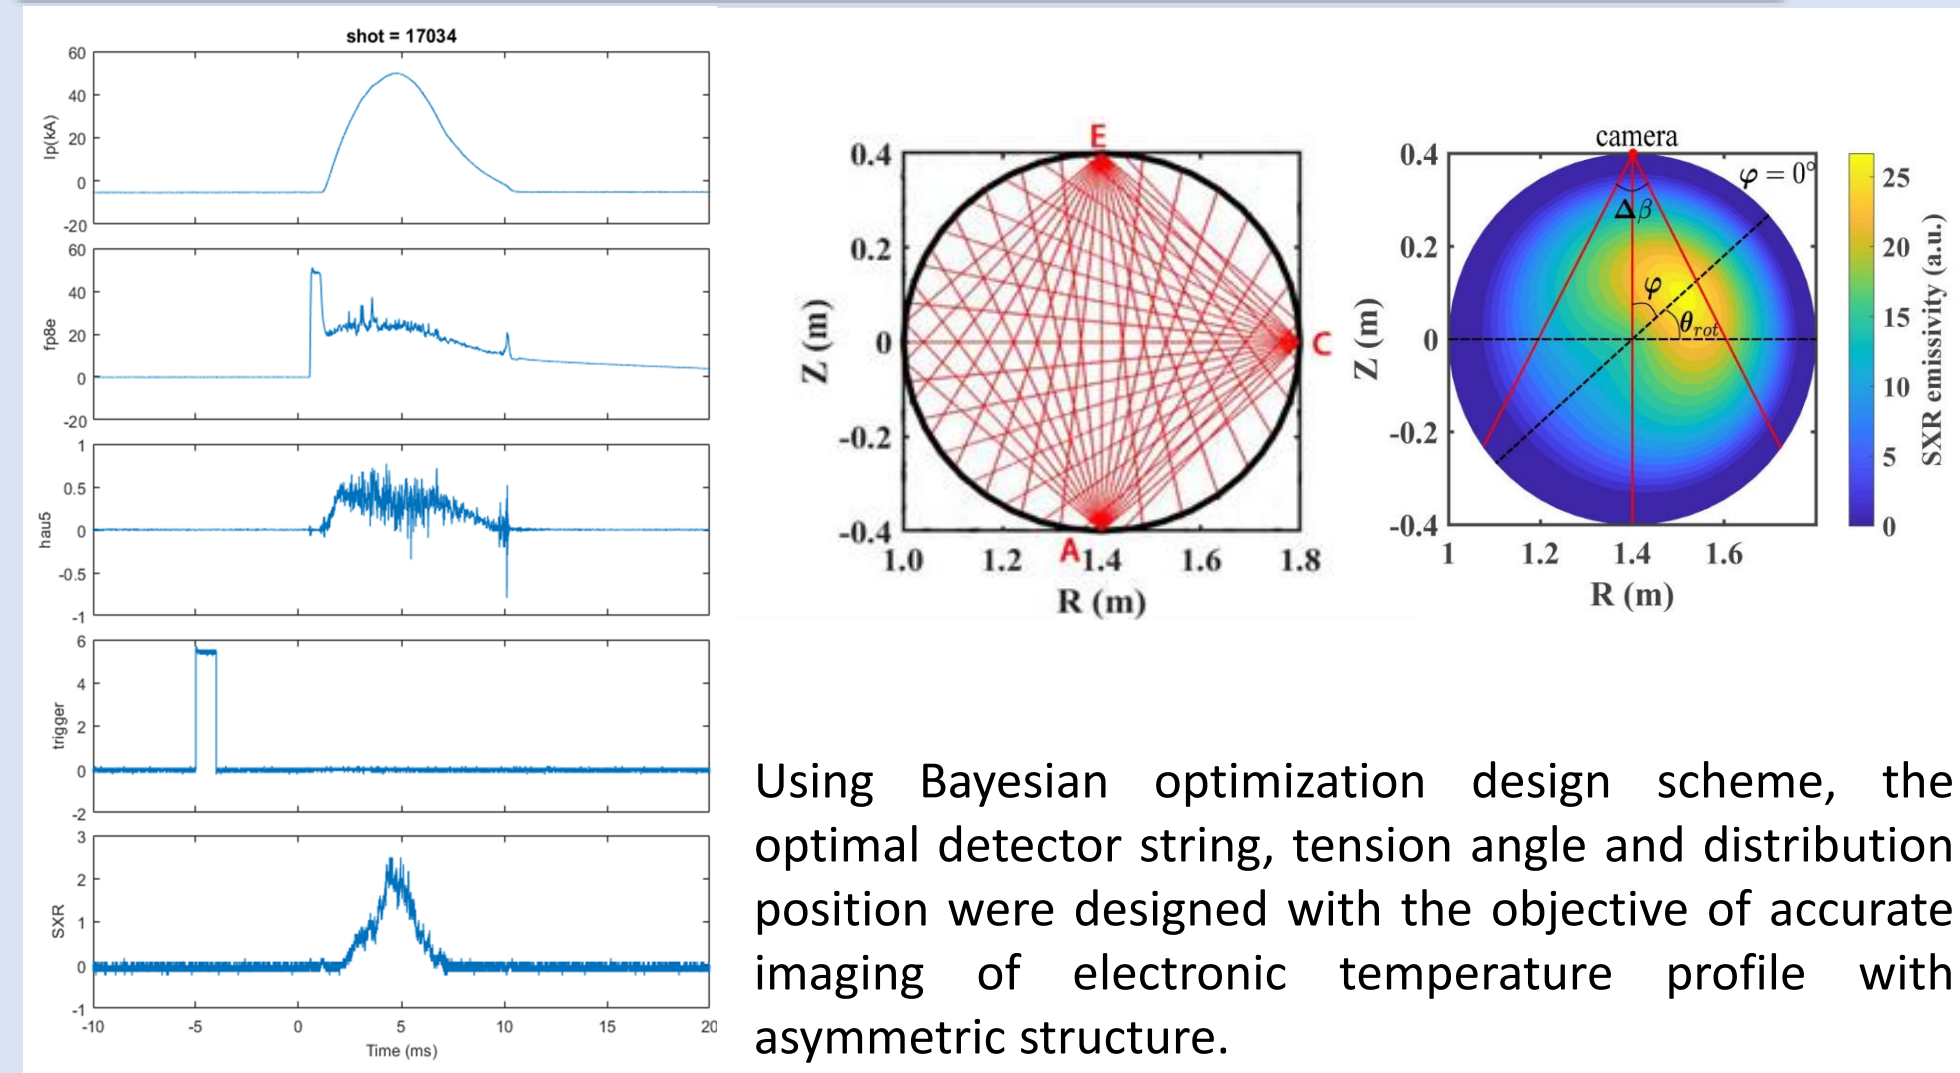 shot = 17034
60
40
20
0
-20
Ip(kA)
60
40
20
0
-20
fp8e
1
0.5
0
-0.5
-1
hau5
6
4
2
0
-2
trigger
3
2
1
0
-1
SXR
-10 -5 0 5 10 15 20
Time (ms)
E
0.4
0.2
0
-0.2
-0.4
Z (m)
C
A
1.0 1.2 1.4 1.6 1.8
R (m)
camera
φ = 0°
Δβ
φ
θrot
0.4
0.2
0
-0.2
-0.4
Z (m)
1 1.2 1.4 1.6
R (m)
25
20
15
10
5
0
SXR emissivity (a.u.)
Using Bayesian optimization design scheme, the
optimal detector string, tension angle and distribution
position were designed with the objective of accurate
imaging of electronic temperature profile with
asymmetric structure.